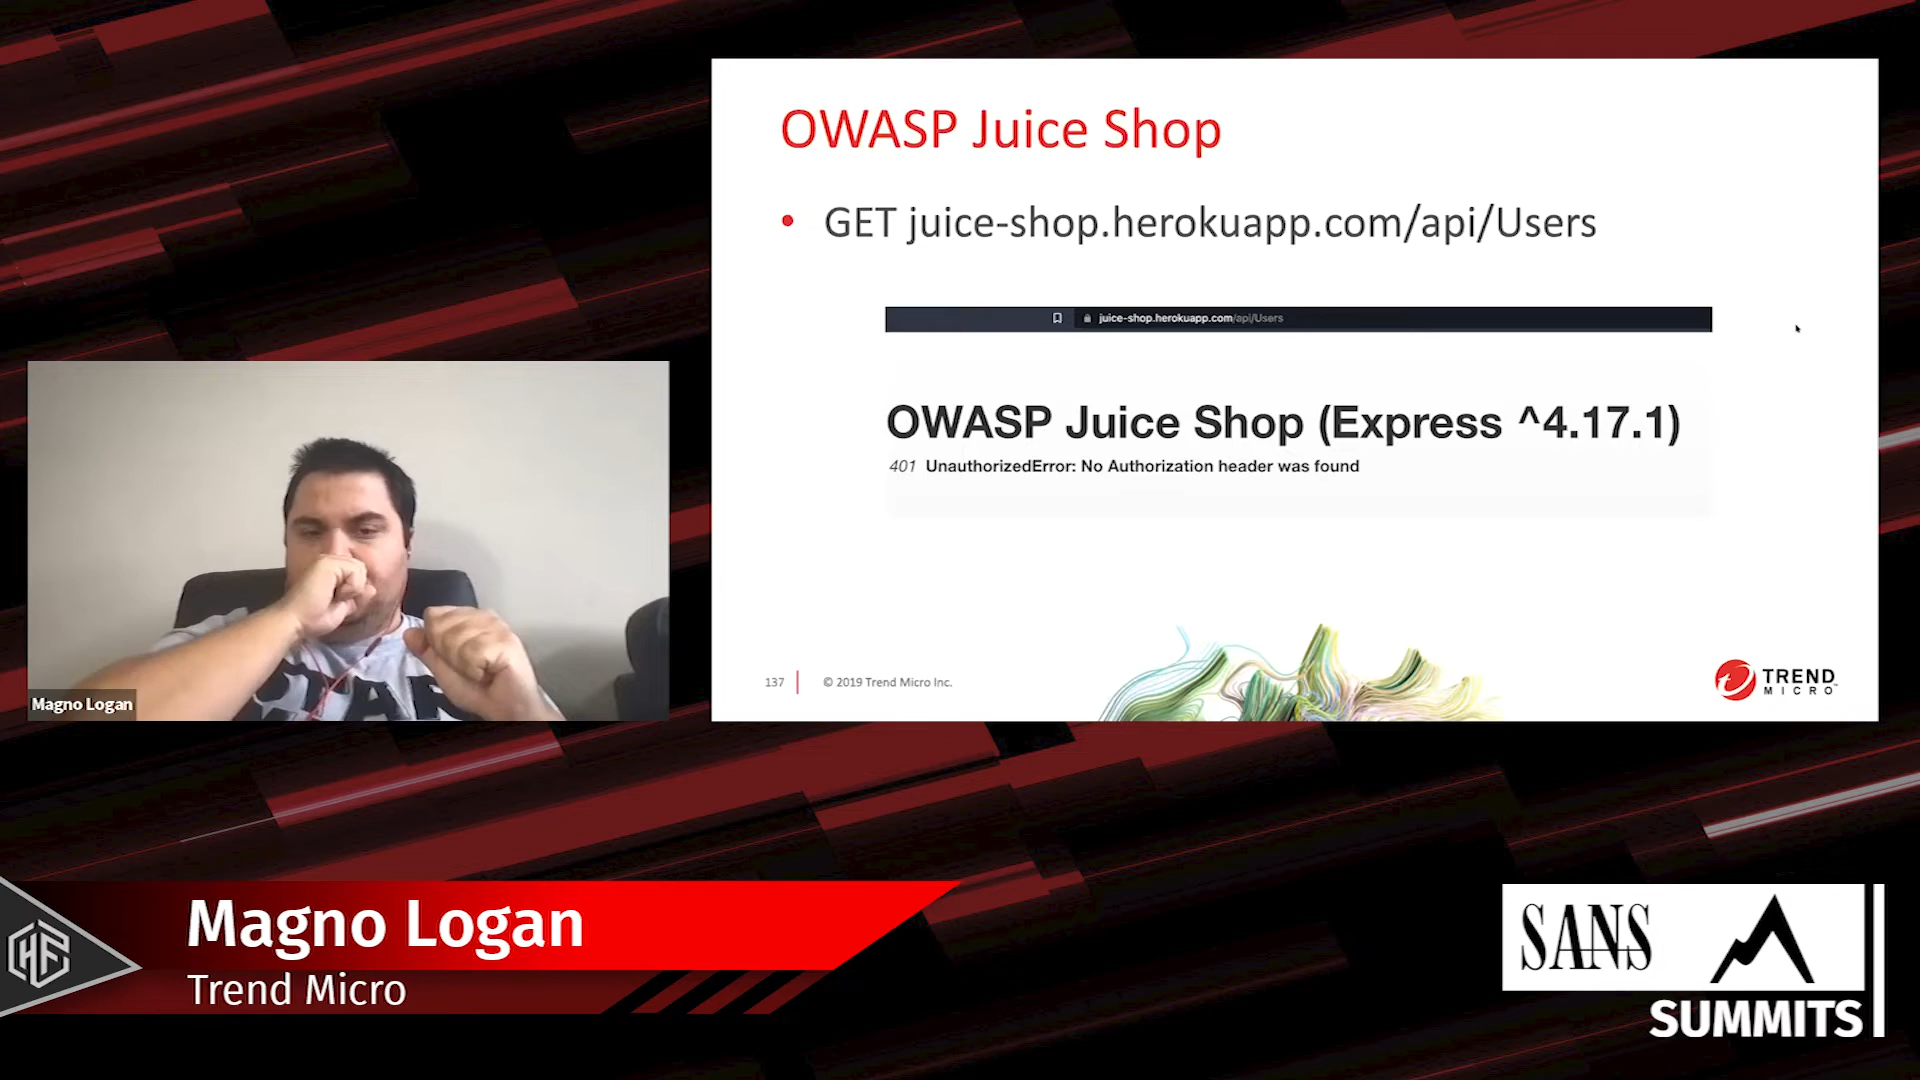 OWASP Juice Shop
• GET juice-shop.herokuapp.com/api/Users
juice-shop.herokuapp.com/api/Users
OWASP Juice Shop (Express ^4.17.1)
401 UnauthorizedError: No Authorization header was found
137
© 2019 Trend Micro Inc.
TREND
MICRO™
Magno Logan
Magno Logan
Trend Micro
SANS
SUMMITS